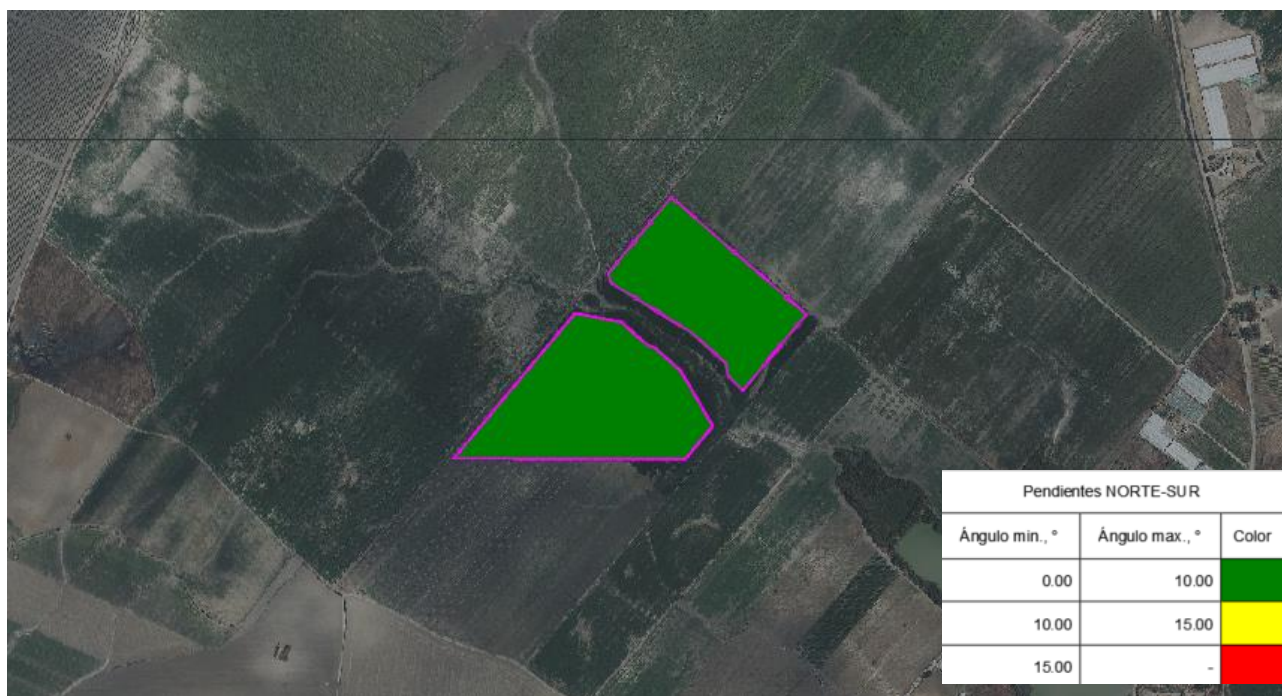 Pendientes NORTE-SUR
Ángulo min., º Ángulo max., º Color
0.00 10.00
10.00 15.00
15.00 -